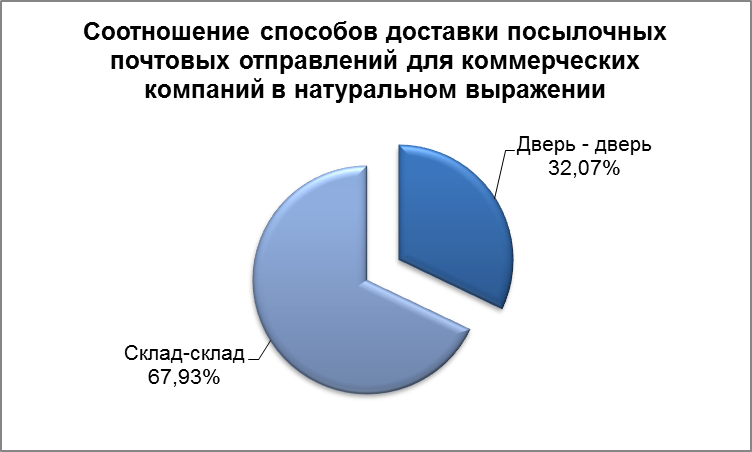 Соотношение способов доставки посылочных
почтовых отправлений для коммерческих
компаний в натуральном выражении
Дверь - дверь
32,07%
Склад-склад
67,93%